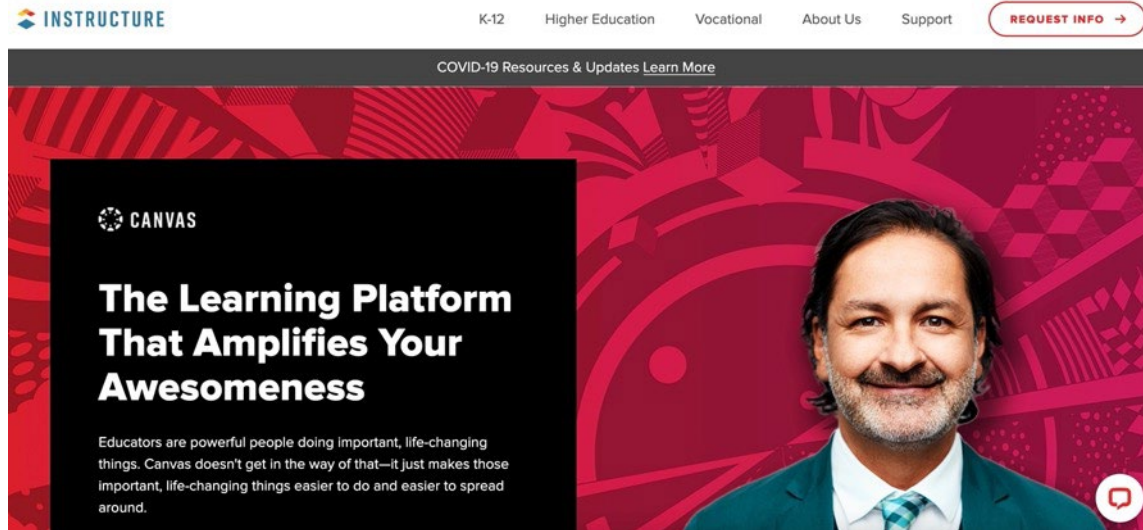 INSTRUCTURE
K-12 Higher Education Vocational About Us Support REQUEST INFO →
COVID-19 Resources & Updates Learn More
CANVAS
The Learning Platform
That Amplifies Your
Awesomeness
Educators are powerful people doing important, life-changing
things. Canvas doesn't get in the way of that—it just makes those
important, life-changing things easier to do and easier to spread
around.